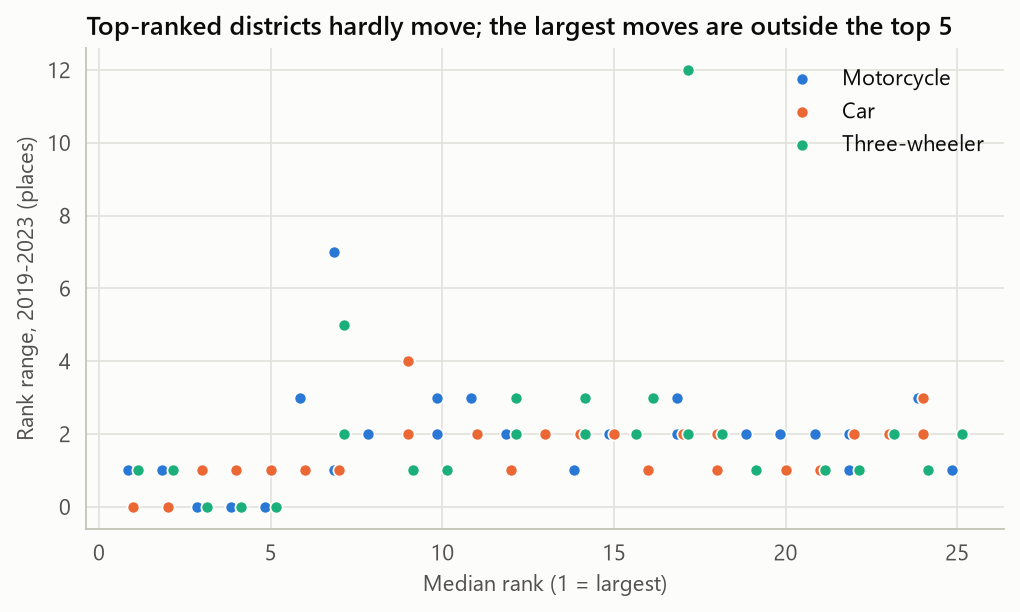 Top-ranked districts hardly move; the largest moves are outside the top 5
Rank range, 2019-2023 (places)
12
10
8
6
4
2
0
Motorcycle
Car
Three-wheeler
0 5 10 15 20 25
Median rank (1 = largest)